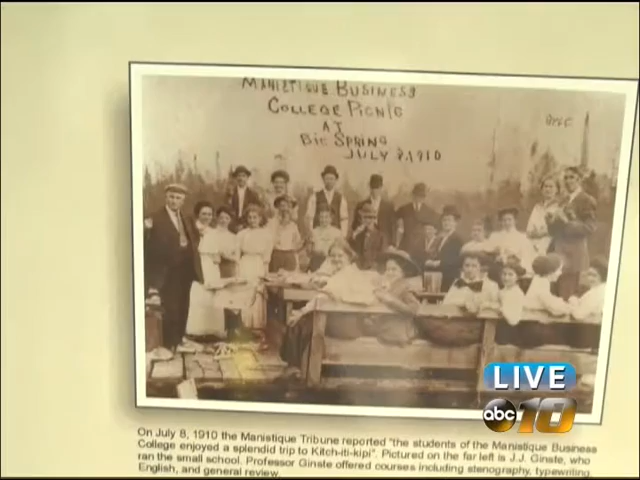 MANISTIQUE BUSINESS
COLLEGE PICNIC
AT
BIG SPRING
JULY 8, 1910
LIVE
abc 10
On July 8, 1910 the Manistique Tribune reported "the students of the Manistique Business
College enjoyed a splendid trip to Kitch-iti-kipi". Pictured on the far left is J.J. Ginste, who
ran the small school. Professor Ginste offered courses including stenography, typewriting,
English, and general review.